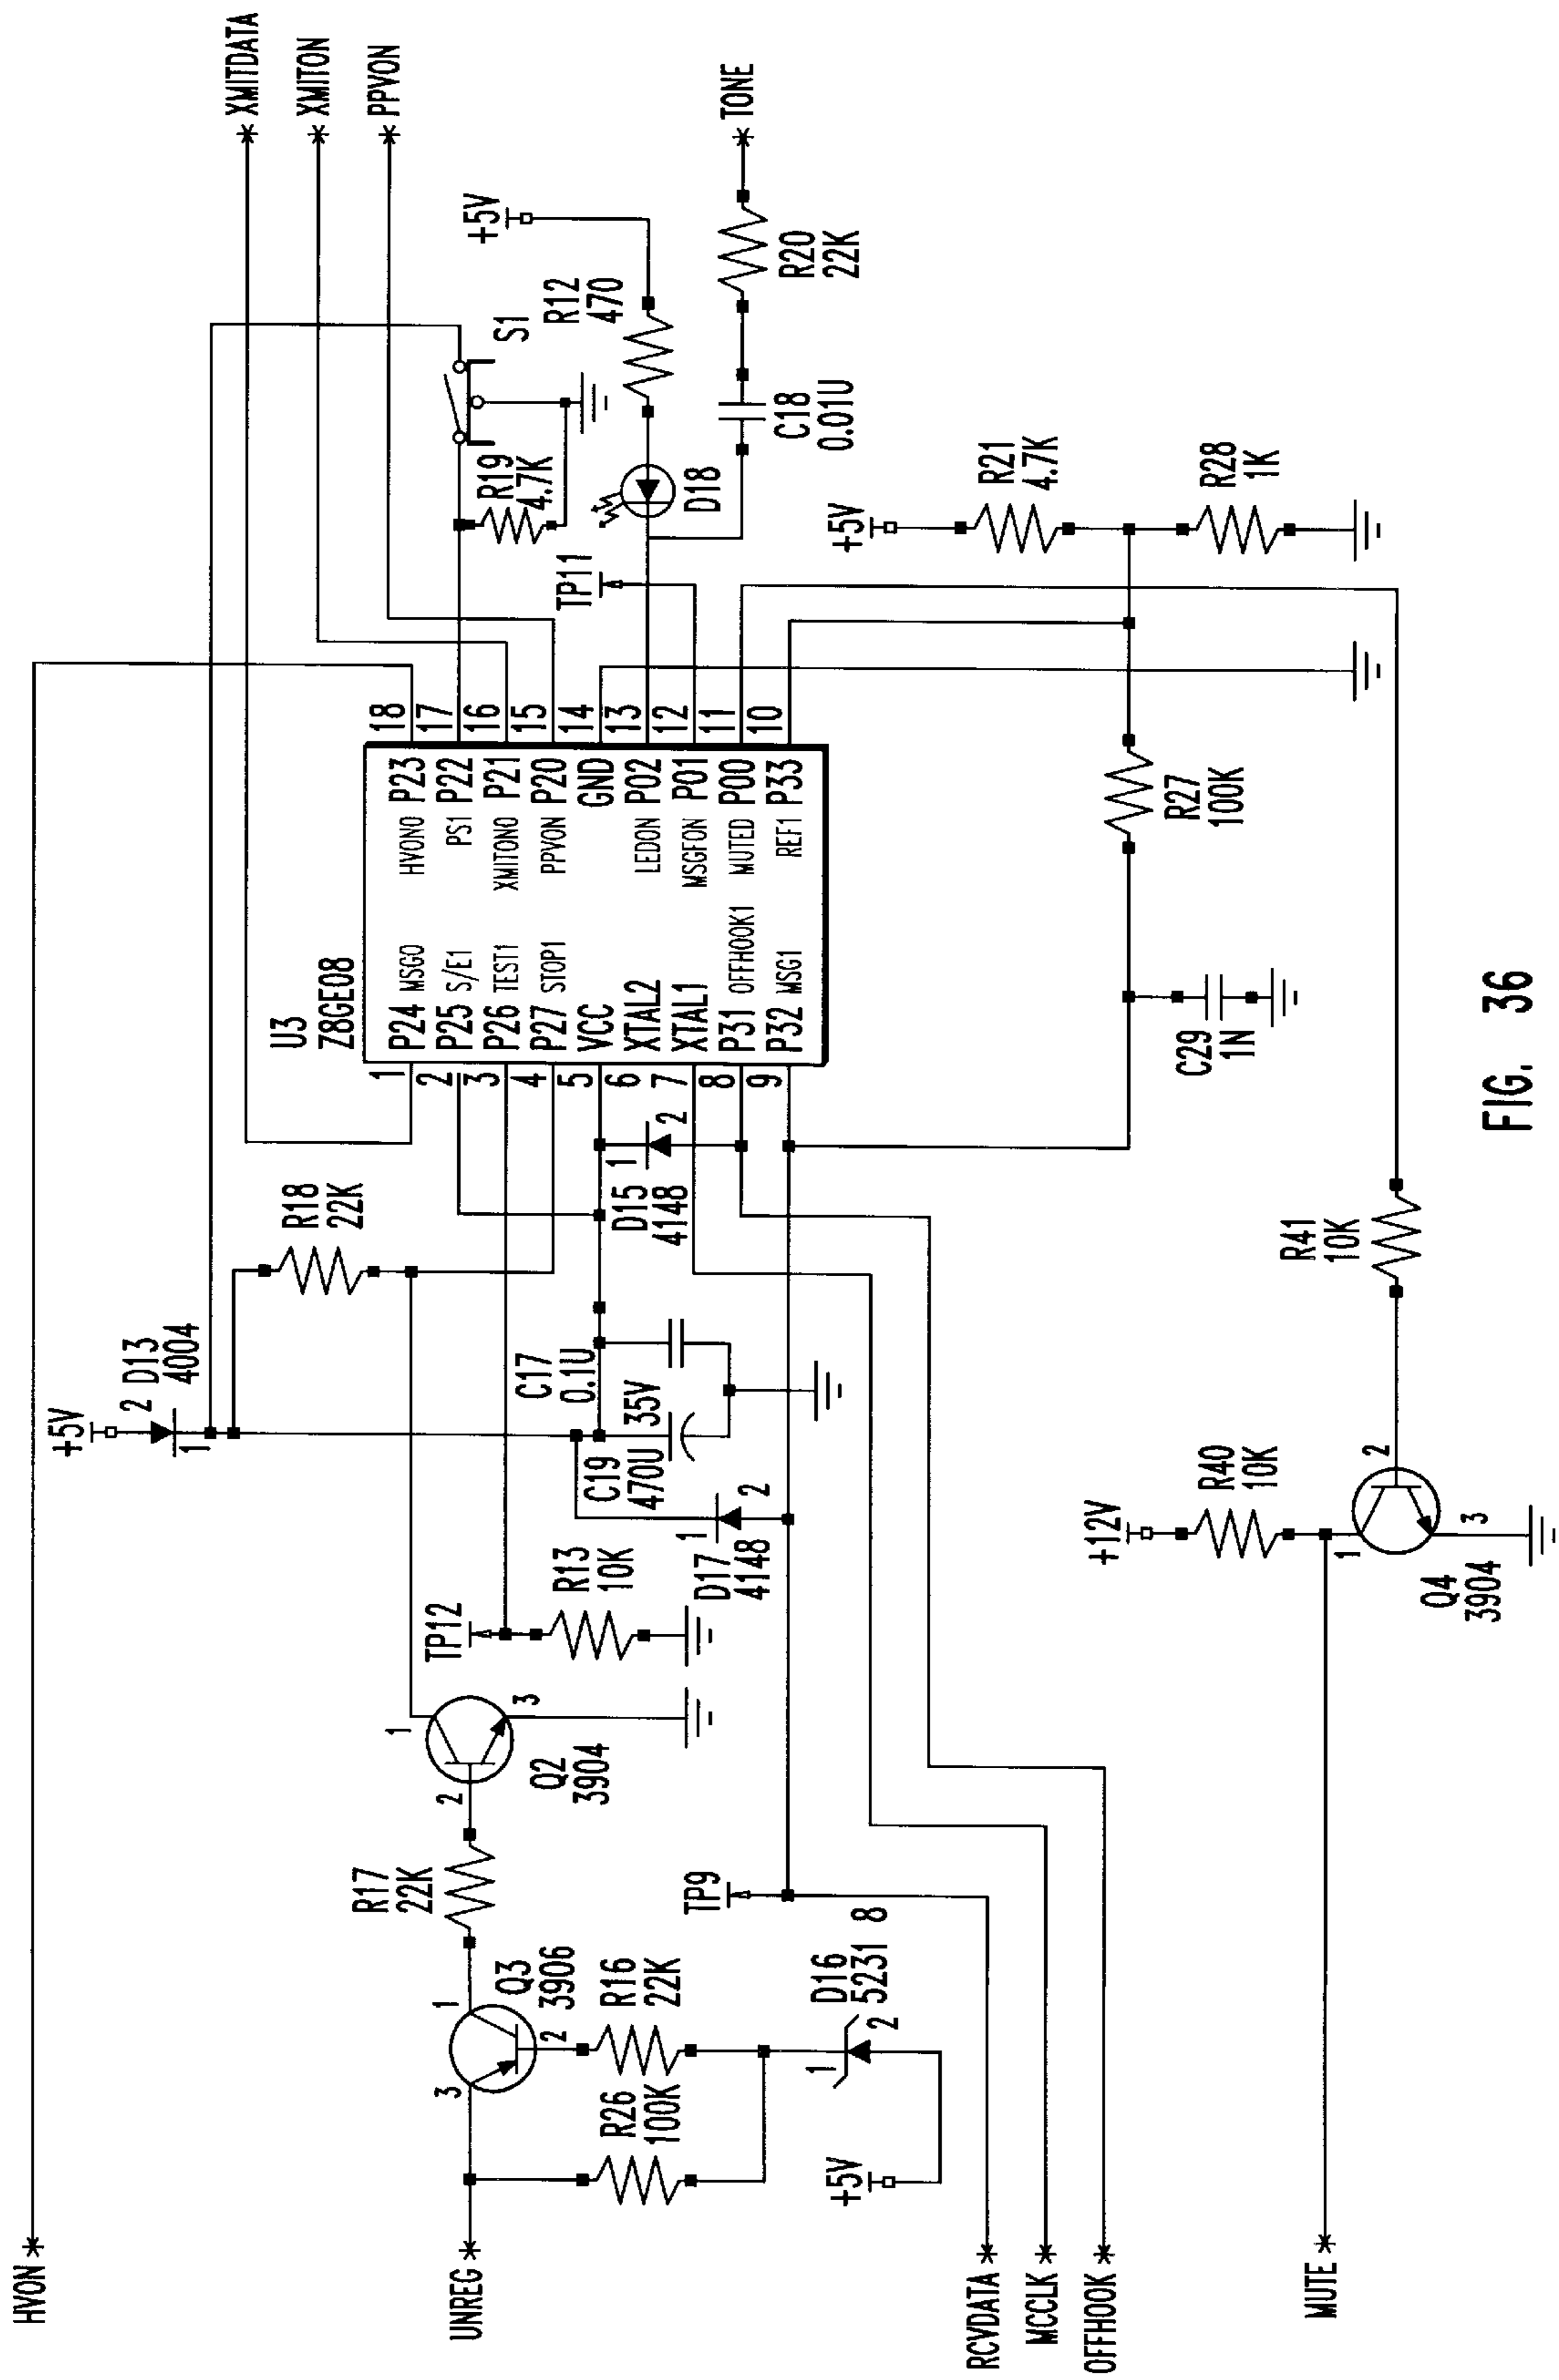 HVON
XMITDATA
XMITON
PPVON
+5V
2
D13
4004
1
R18
22K
U3
Z8GE08
1
P24
MSGO
2
P25
S/E1
3
P26
TEST1
4
P27
STOP1
5
VCC
6
XTAL2
7
XTAL1
8
P31
OFFHOOK1
9
P32
MSG1
HVONO
P23
18
PS1
P22
17
XMITONO
P21
16
PPVON
P20
15
GND
14
LEDON
P02
13
MSGFON
P01
12
MUTED
P00
11
REF1
P33
10
S1
+5V
R19
4.7K
R12
470
D18
TP11
TONE
R20
22K
C18
0.01U
UNREG
3
1
Q3
3906
2
R17
22K
2
1
3
Q2
3904
R26
100K
R16
22K
D16
5231 8
1
2
+5V
TP12
R13
10K
TP9
C17
0.1U
C19
470U
35V
D17
4148
1
2
D15
4148
1
2
+5V
R21
4.7K
R28
1K
R27
100K
C29
1N
RCVDATA
MCCLK
OFFHOOK
MUTE
+12V
R40
10K
1
2
3
Q4
3904
R41
10K
FIG. 36